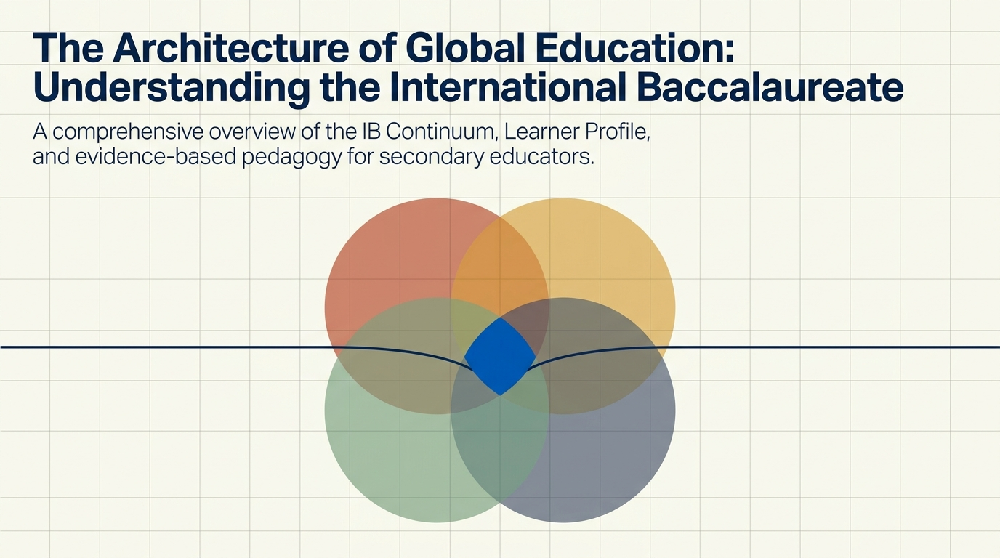 The Architecture of Global Education:
Understanding the International Baccalaureate
A comprehensive overview of the IB Continuum, Learner Profile,
and evidence-based pedagogy for secondary educators.